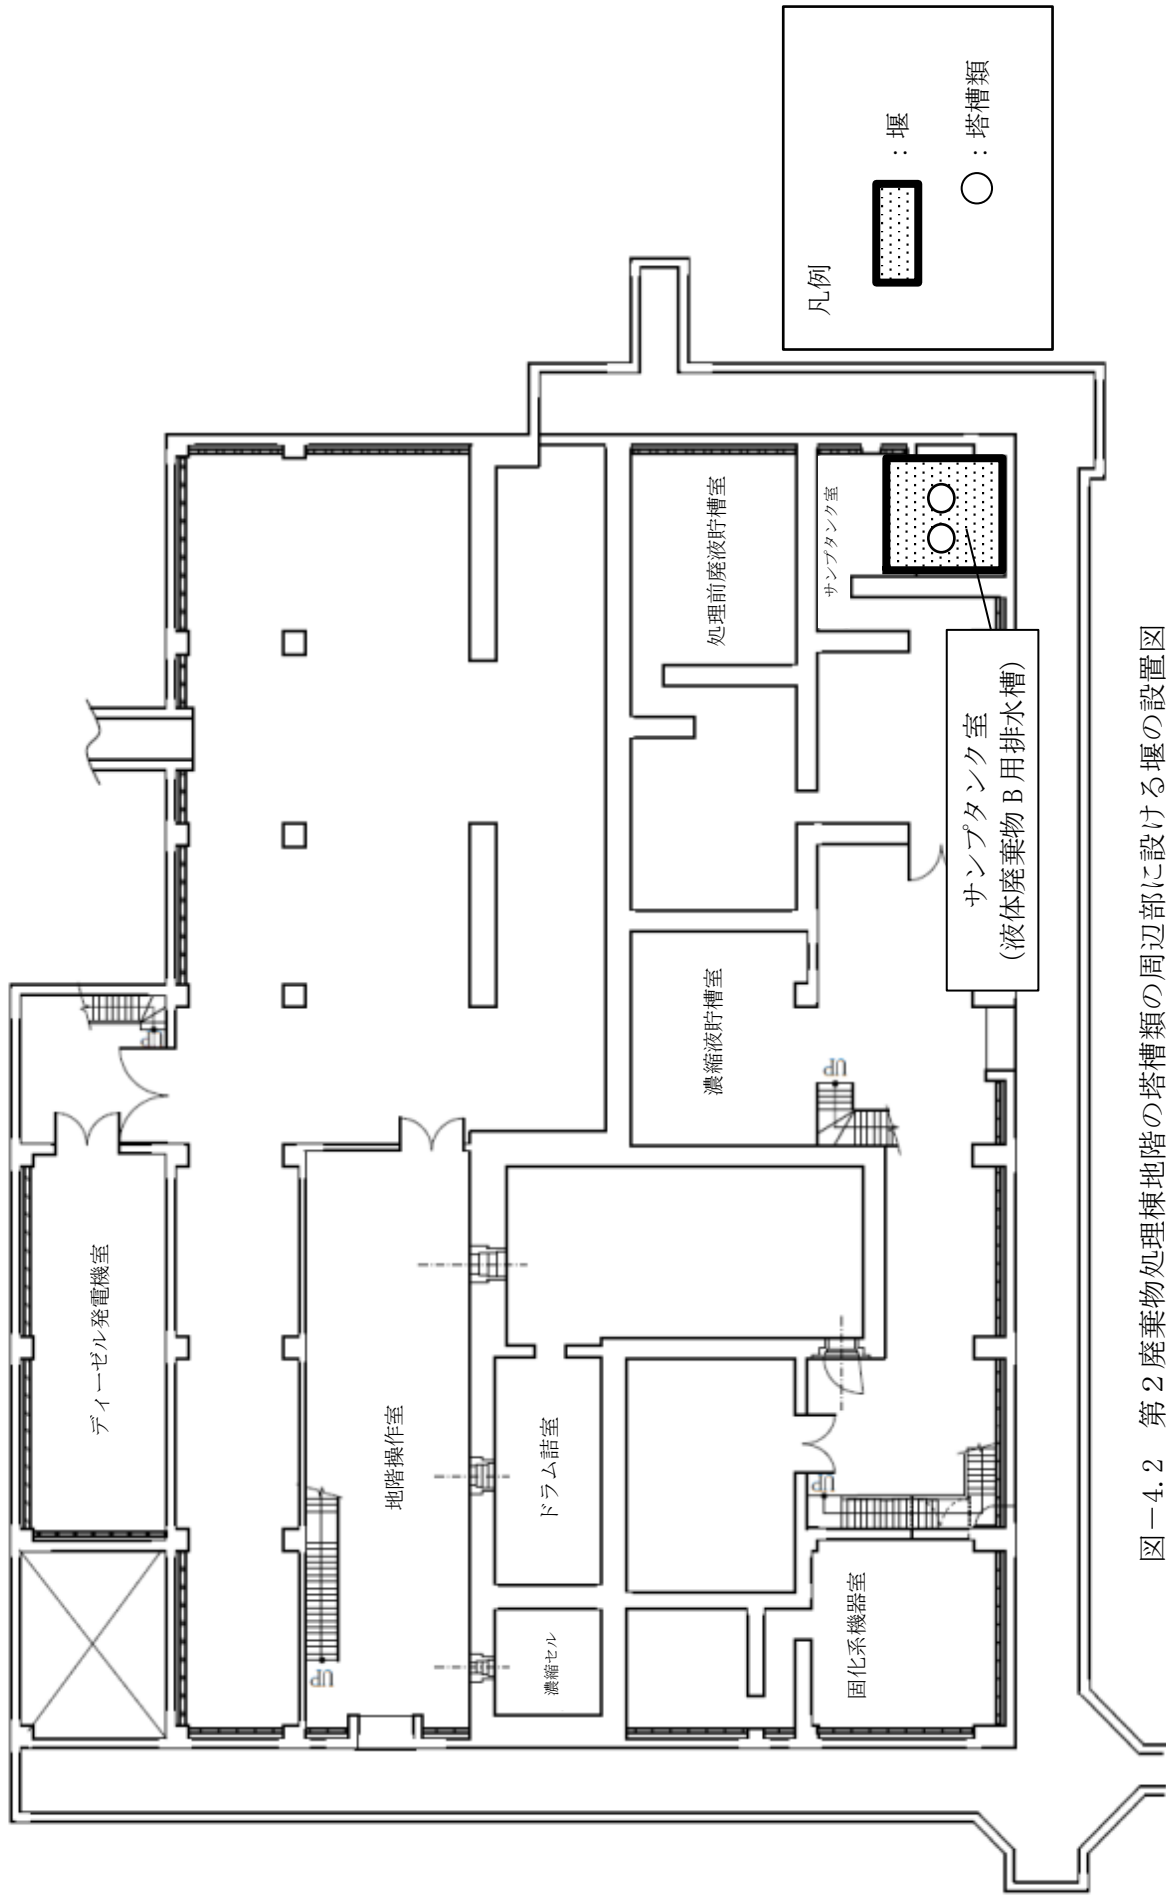 ディーゼル発電機室
UP
地階操作室
UP
ドラム詰室
濃縮セル
処理前廃液貯槽室
濃縮液貯槽室
サンプタンク室
UP
UP
固化系機器室
サンプタンク室
(液体廃棄物 B 用排水槽)
凡例
：堰
：塔槽類
図－4.2　第2廃棄物処理棟地階の塔槽類の周辺部に設ける堰の設置図